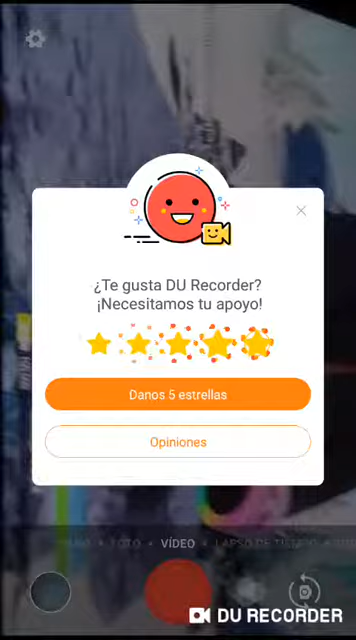 ¿Te gusta DU Recorder?
¡Necesitamos tu apoyo!
Danos 5 estrellas
Opiniones
FOTO • VÍDEO • LAPSO DE TIEMPO
DU RECORDER